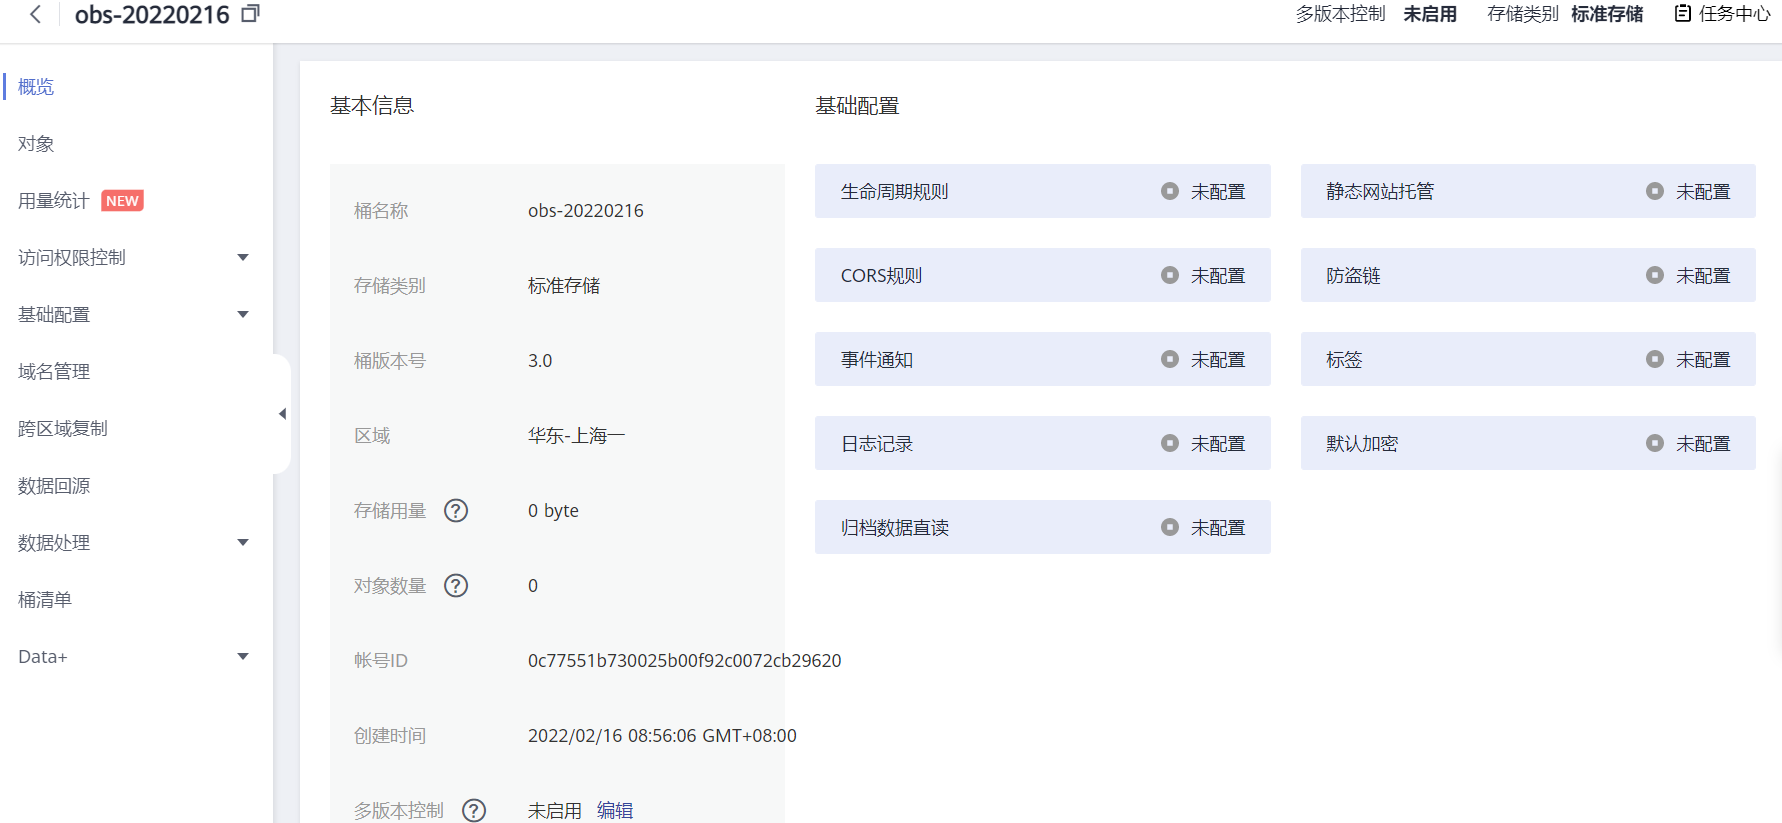 obs-20220216
多版本控制 未启用 存储类别 标准存储 任务中心
概览
对象
用量统计 NEW
访问权限控制
基础配置
域名管理
跨区域复制
数据回源
数据处理
桶清单
Data+
基本信息
桶名称 obs-20220216
存储类别 标准存储
桶版本号 3.0
区域 华东-上海一
存储用量 ? 0 byte
对象数量 ? 0
帐号ID 0c77551b730025b00f92c0072cb29620
创建时间 2022/02/16 08:56:06 GMT+08:00
多版本控制 ? 未启用 编辑
基础配置
生命周期规则 未配置 静态网站托管 未配置
CORS规则 未配置 防盗链 未配置
事件通知 未配置 标签 未配置
日志记录 未配置 默认加密 未配置
归档数据直读 未配置